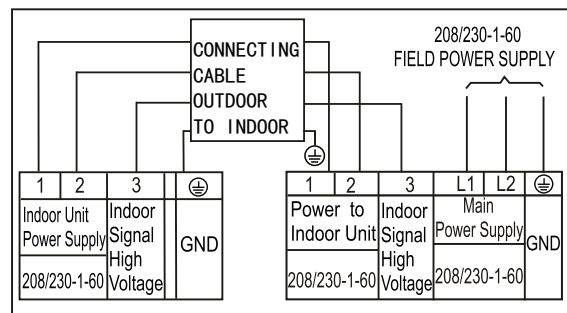 208/230-1-60
FIELD POWER SUPPLY
CONNECTING
CABLE
OUTDOOR
TO INDOOR
1 2 3
Indoor Unit
Power Supply
208/230-1-60
Indoor
Signal
High
Voltage
GND
1 2 3 L1 L2
Power to
Indoor Unit
208/230-1-60
Indoor
Signal
High
Voltage
Main
Power Supply
208/230-1-60
GND